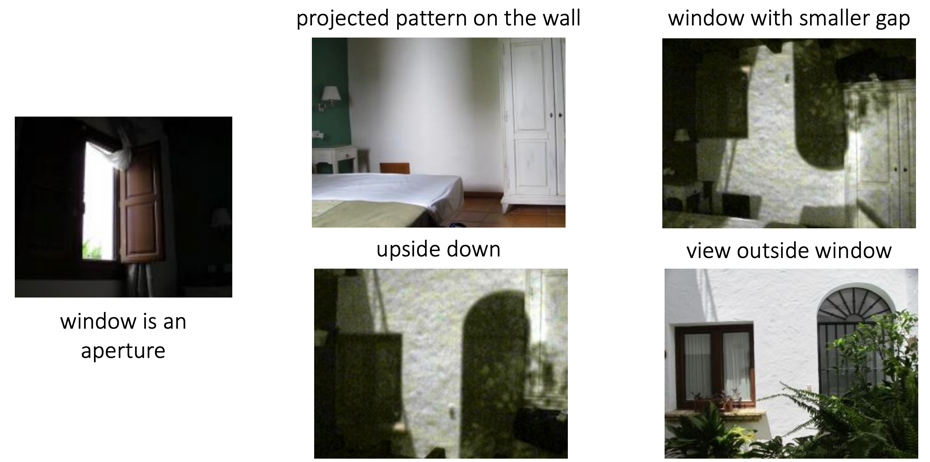 projected pattern on the wall
window with smaller gap
window is an
aperture
upside down
view outside window